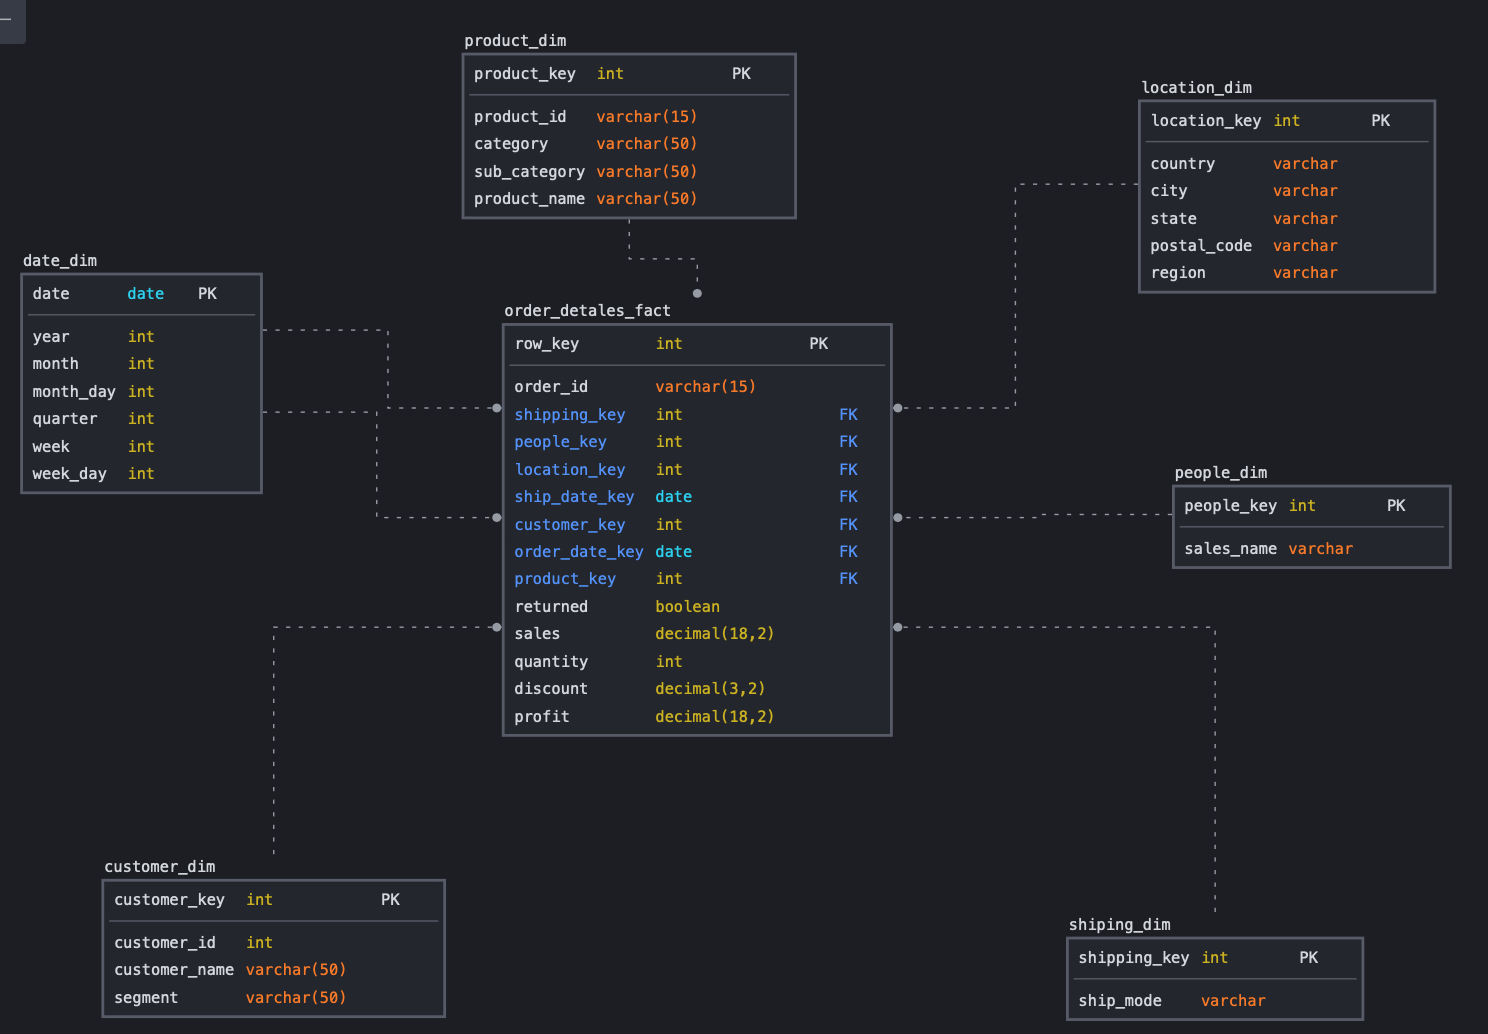 product_dim
product_key int PK
product_id varchar(15)
category varchar(50)
sub_category varchar(50)
product_name varchar(50)
location_dim
location_key int PK
country varchar
city varchar
state varchar
postal_code varchar
region varchar
date_dim
date date PK
year int
month int
month_day int
quarter int
week int
week_day int
order_detales_fact
row_key int PK
order_id varchar(15)
shipping_key int FK
people_key int FK
location_key int FK
ship_date_key date FK
customer_key int FK
order_date_key date FK
product_key int FK
returned boolean
sales decimal(18,2)
quantity int
discount decimal(3,2)
profit decimal(18,2)
people_dim
people_key int PK
sales_name varchar
customer_dim
customer_key int PK
customer_id int
customer_name varchar(50)
segment varchar(50)
shiping_dim
shipping_key int PK
ship_mode varchar